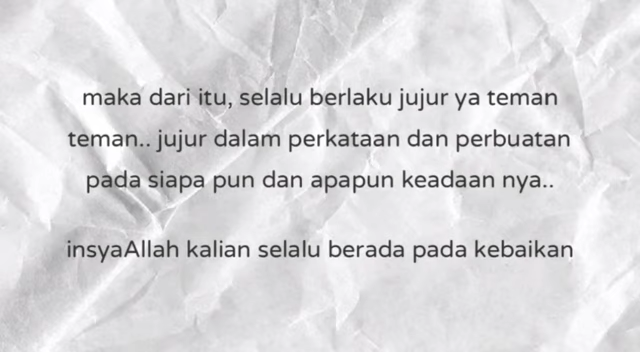 maka dari itu, selalu berlaku jujur ya teman
teman.. jujur dalam perkataan dan perbuatan
pada siapa pun dan apapun keadaan nya..
insyaAllah kalian selalu berada pada kebaikan